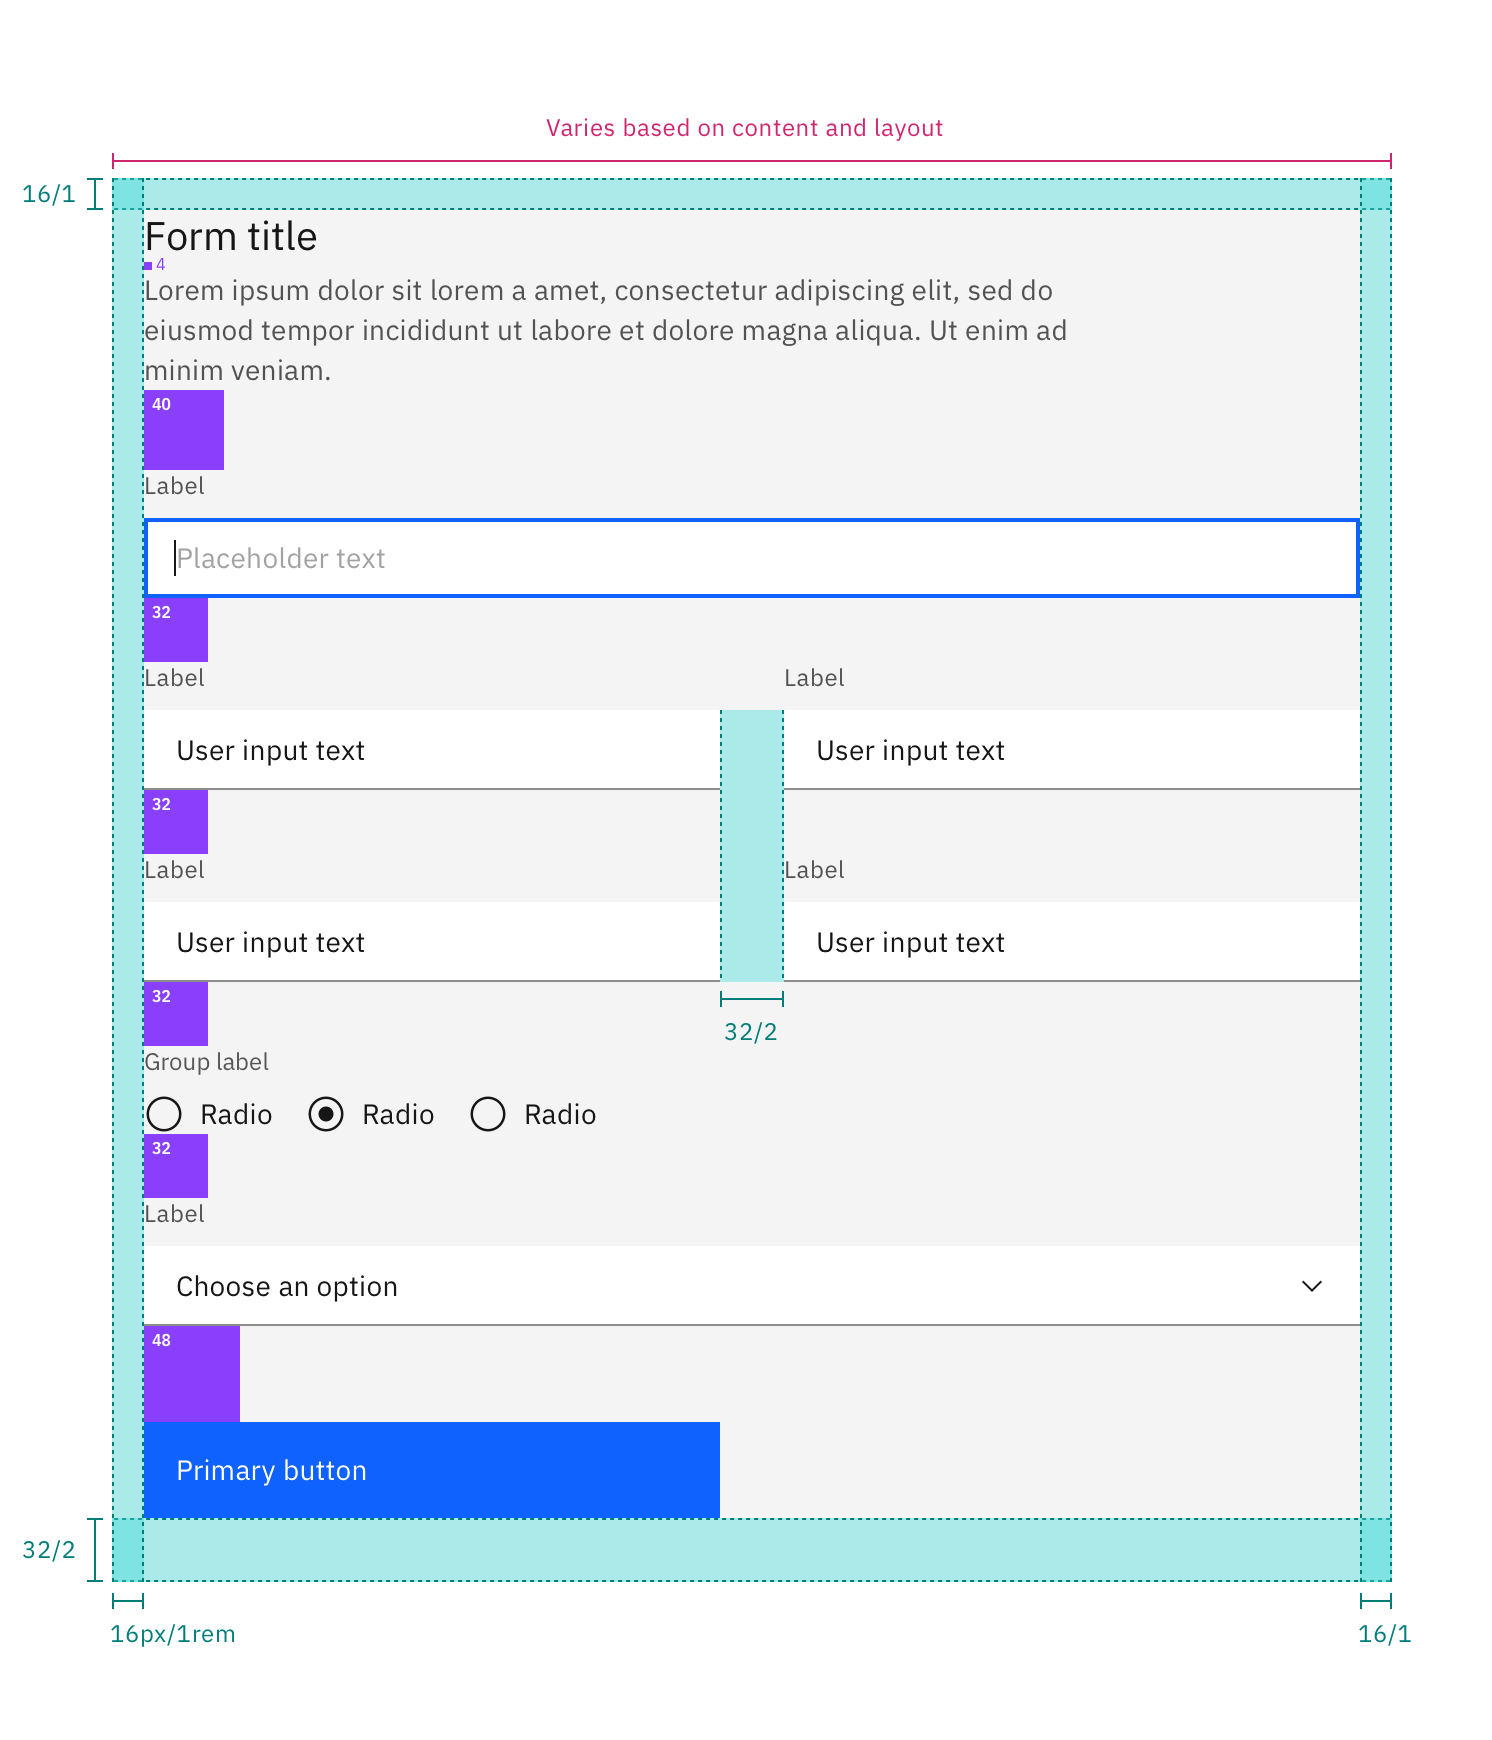 Varies based on content and layout
16/1
Form title
4
Lorem ipsum dolor sit lorem a amet, consectetur adipiscing elit, sed do
eiusmod tempor incididunt ut labore et dolore magna aliqua. Ut enim ad
minim veniam.
40
Label
Placeholder text
32
Label Label
User input text User input text
32
Label Label
User input text User input text
32
32/2
Group label
Radio Radio Radio
32
Label
Choose an option
48
Primary button
32/2
16px/1rem 16/1